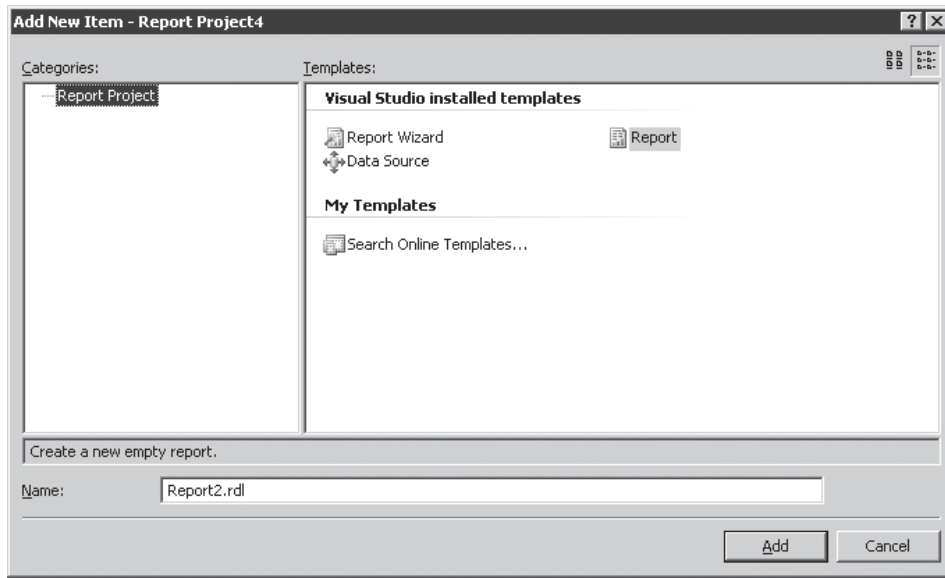 Add New Item - Report Project4
Categories:
Templates:
Report Project
Visual Studio installed templates
Report Wizard
Report
Data Source
My Templates
Search Online Templates...
Create a new empty report.
Name:
Report2.rdl
Add
Cancel